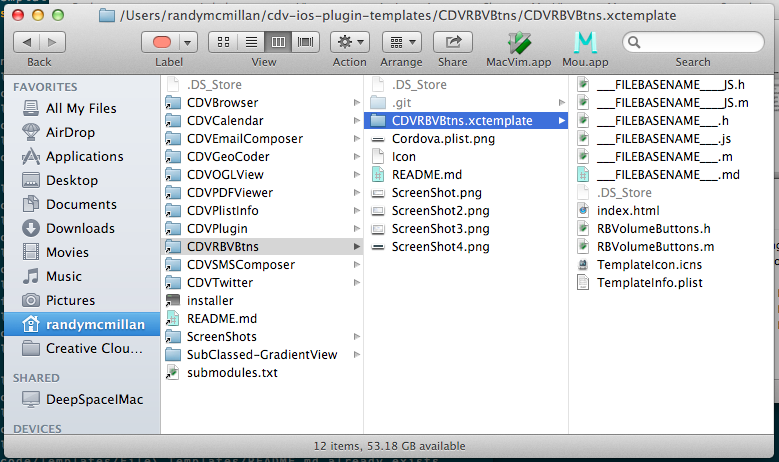 /Users/randymcmillan/cdv-ios-plugin-templates/CDVRBVBtns/CDVRBVBtns.xctemplate
Back
Label
View
Action
Arrange
Share
MacVim.app
Mou.app
Search
FAVORITES
All My Files
AirDrop
Applications
Desktop
Documents
Downloads
Movies
Music
Pictures
randymcmillan
Creative Clou...
SHARED
DeepSpaceIMac
DEVICES
.DS_Store
CDVBrowser
CDVCalendar
CDVEmailComposer
CDVGeoCoder
CDVOGLView
CDVPDFViewer
CDVPlistInfo
CDVPlugin
CDVRBVBtns
CDVSMSComposer
CDVTwitter
installer
README.md
ScreenShots
SubClassed-GradientView
submodules.txt
.DS_Store
.git
CDVRBVBtns.xctemplate
Cordova.plist.png
Icon
README.md
ScreenShot.png
ScreenShot2.png
ScreenShot3.png
ScreenShot4.png
___FILEBASENAME____JS.h
___FILEBASENAME____JS.m
___FILEBASENAME___.h
___FILEBASENAME___.js
___FILEBASENAME___.m
___FILEBASENAME___.md
.DS_Store
index.html
RBVolumeButtons.h
RBVolumeButtons.m
TemplateIcon.icns
TemplateInfo.plist
12 items, 53.18 GB available